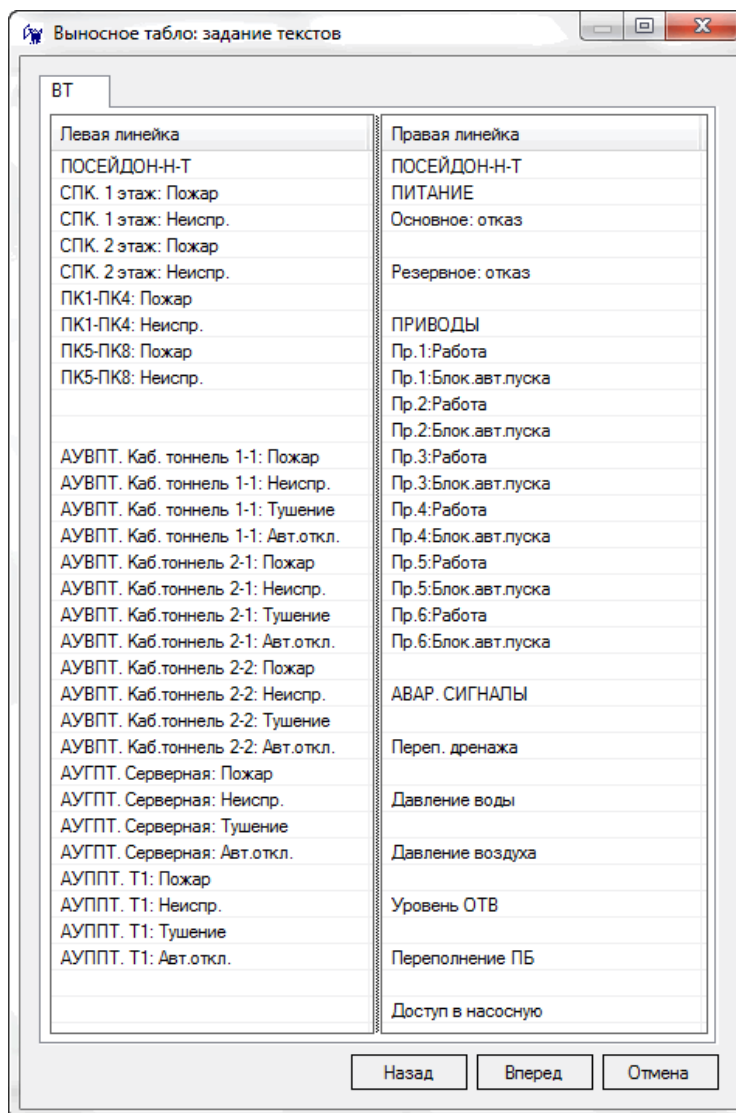 Выносное табло: задание текстов
ВТ
Левая линейка
ПОСЕЙДОН-Н-Т
СПК. 1 этаж: Пожар
СПК. 1 этаж: Неиспр.
СПК. 2 этаж: Пожар
СПК. 2 этаж: Неиспр.
ПК1-ПК4: Пожар
ПК1-ПК4: Неиспр.
ПК5-ПК8: Пожар
ПК5-ПК8: Неиспр.
АУВПТ. Каб. тоннель 1-1: Пожар
АУВПТ. Каб. тоннель 1-1: Неиспр.
АУВПТ. Каб. тоннель 1-1: Тушение
АУВПТ. Каб. тоннель 1-1: Авт.откл.
АУВПТ. Каб.тоннель 2-1: Пожар
АУВПТ. Каб.тоннель 2-1: Неиспр.
АУВПТ. Каб.тоннель 2-1: Тушение
АУВПТ. Каб.тоннель 2-1: Авт.откл.
АУВПТ. Каб.тоннель 2-2: Пожар
АУВПТ. Каб.тоннель 2-2: Неиспр.
АУВПТ. Каб.тоннель 2-2: Тушение
АУВПТ. Каб.тоннель 2-2: Авт.откл.
АУГПТ. Серверная: Пожар
АУГПТ. Серверная: Неиспр.
АУГПТ. Серверная: Тушение
АУГПТ. Серверная: Авт.откл.
АУППТ. Т1: Пожар
АУППТ. Т1: Неиспр.
АУППТ. Т1: Тушение
АУППТ. Т1: Авт.откл.
Правая линейка
ПОСЕЙДОН-Н-Т
ПИТАНИЕ
Основное: отказ
Резервное: отказ
ПРИВОДЫ
Пр.1:Работа
Пр.1:Блок.авт.пуска
Пр.2:Работа
Пр.2:Блок.авт.пуска
Пр.3:Работа
Пр.3:Блок.авт.пуска
Пр.4:Работа
Пр.4:Блок.авт.пуска
Пр.5:Работа
Пр.5:Блок.авт.пуска
Пр.6:Работа
Пр.6:Блок.авт.пуска
АВАР. СИГНАЛЫ
Переп. дренажа
Давление воды
Давление воздуха
Уровень ОТВ
Переполнение ПБ
Доступ в насосную
Назад
Вперед
Отмена